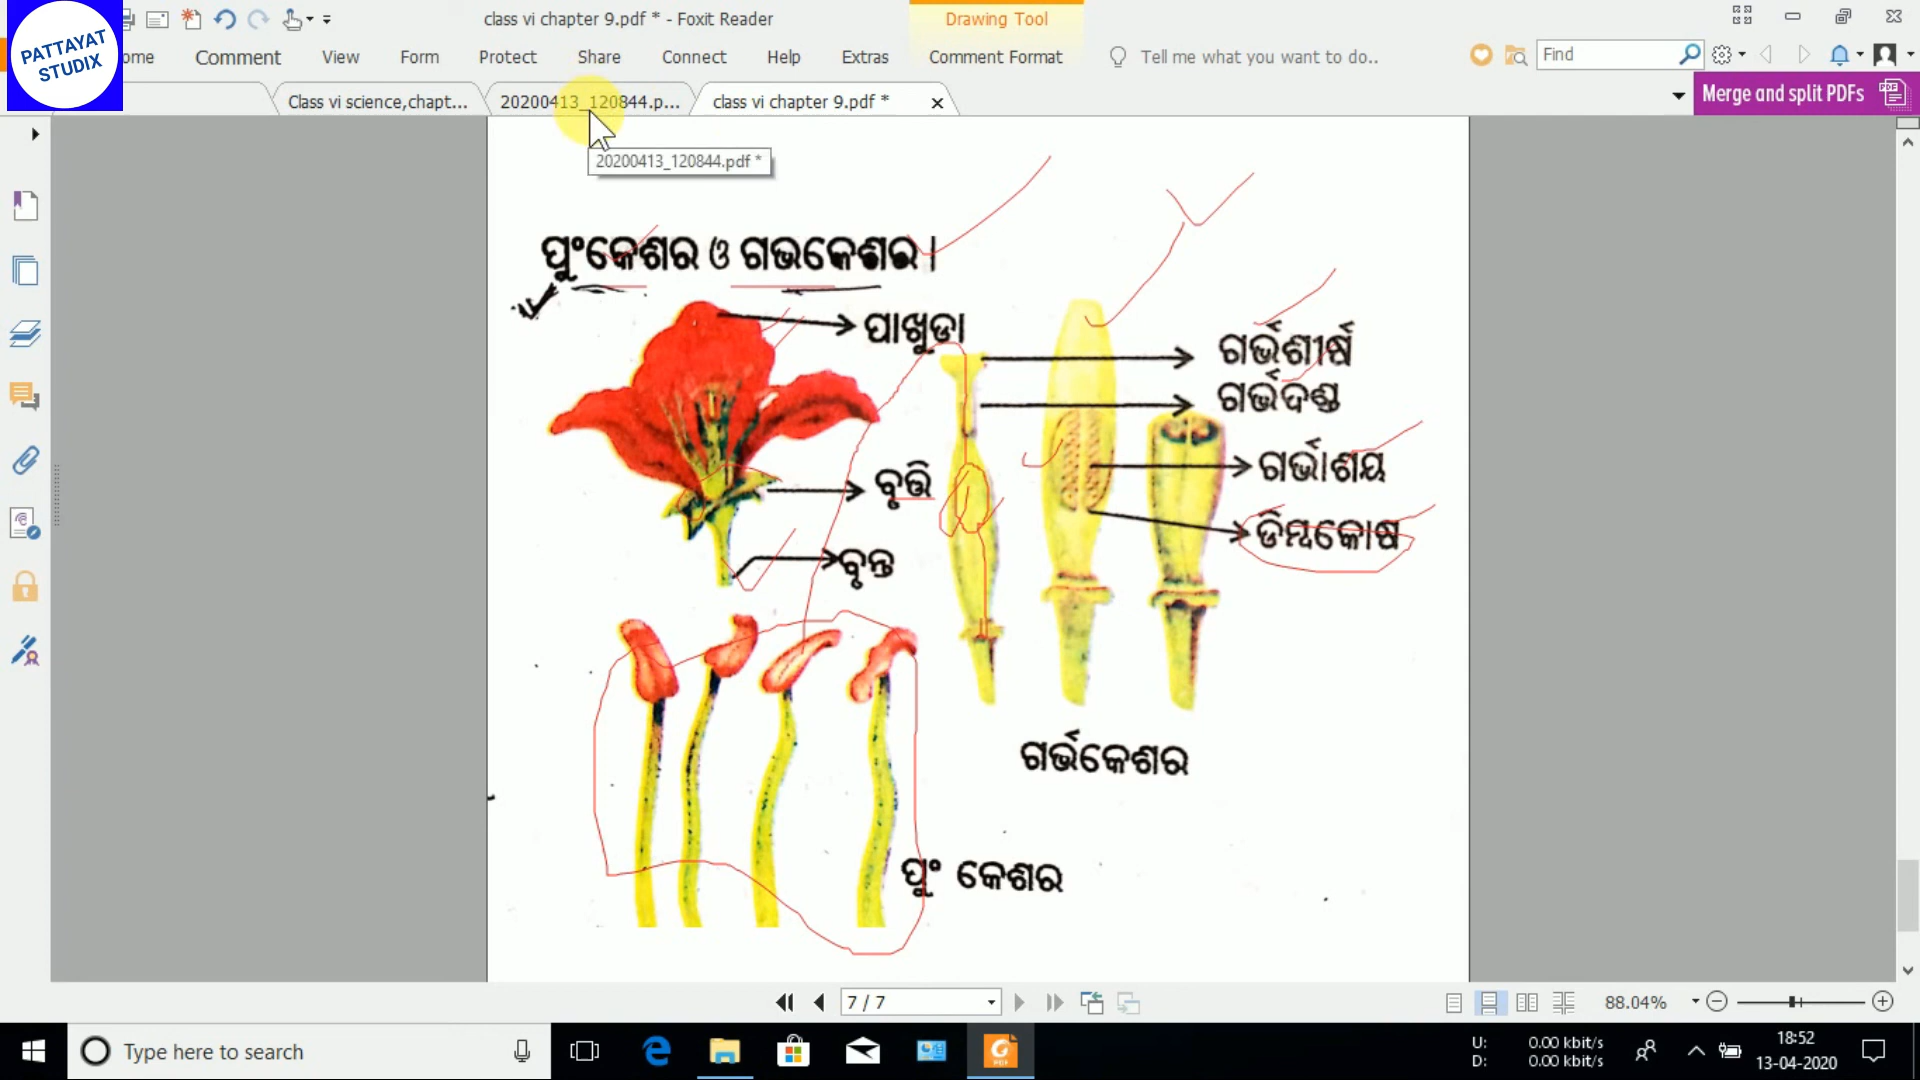 PATTAYAT
STUDIX
class vi chapter 9.pdf * - Foxit Reader
Drawing Tool
ome Comment View Form Protect Share Connect Help Extras Comment Format Tell me what you want to do.. Find
Class vi science,chapt... 20200413_120844.p... class vi chapter 9.pdf * Merge and split PDFs
20200413_120844.pdf *
ପୁଂକେଶର ଓ ଗଭକେଶର।
ପାଖୁଡା
ଗର୍ଭଶୀର୍ଷ
ଗର୍ଭଦଣ୍ଡ
ଗର୍ଭାଶୟ
ବୃତ୍ତି
ଡିମ୍ବକୋଷ
ବୃନ୍ତ
ଗର୍ଭକେଶର
ପୁଂ କେଶର
7 / 7 88.04%
Type here to search
U: 0.00 kbit/s
D: 0.00 kbit/s
18:52
13-04-2020